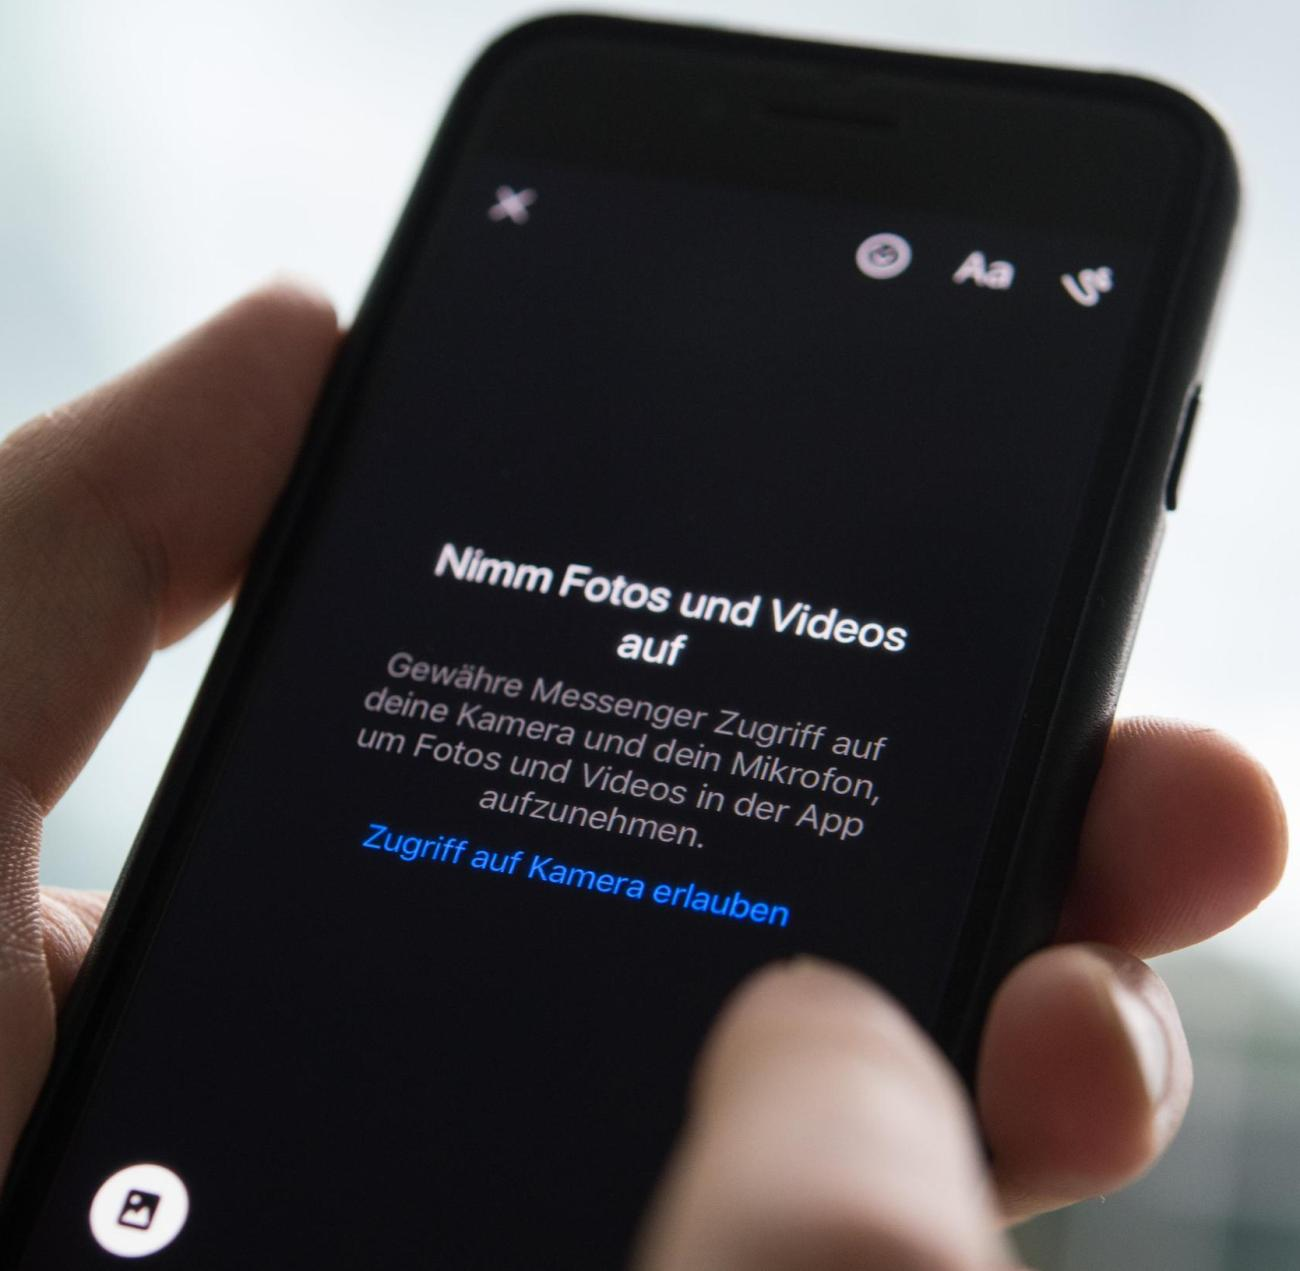 Aa
Nimm Fotos und Videos
auf
Gewähre Messenger Zugriff auf
deine Kamera und dein Mikrofon,
um Fotos und Videos in der App
aufzunehmen.
Zugriff auf Kamera erlauben